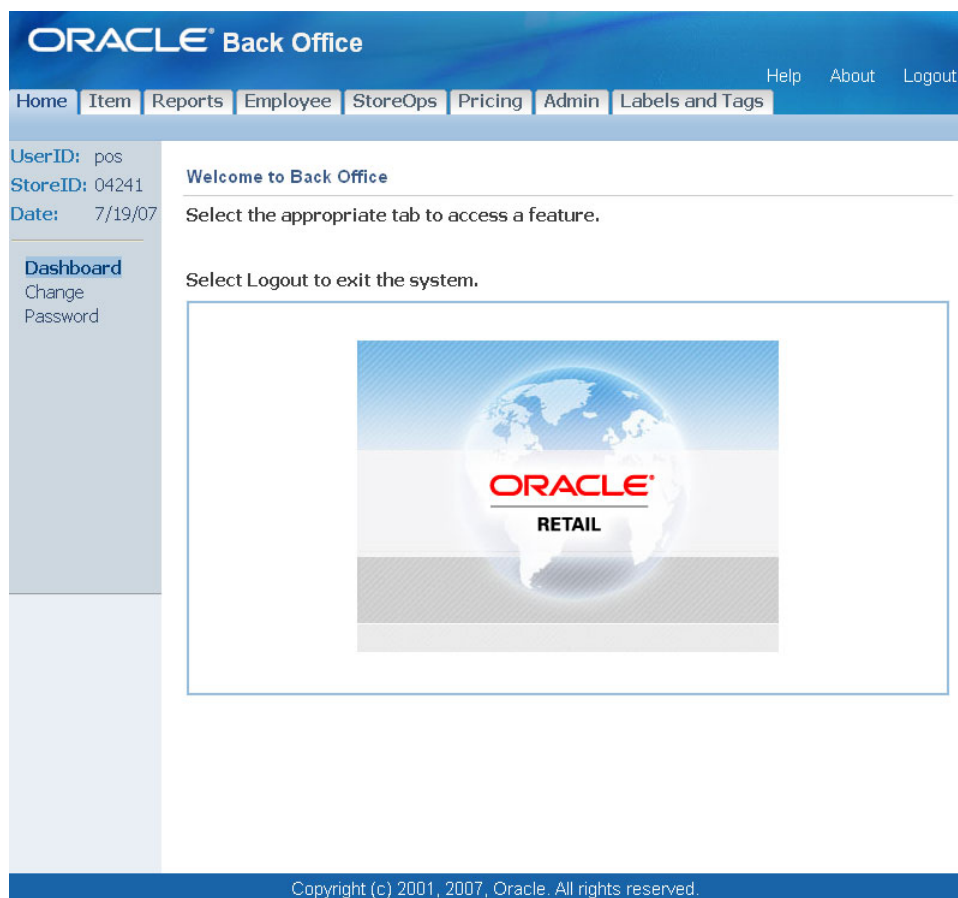 ORACLE® Back Office
Help About Logout
Home Item Reports Employee StoreOps Pricing Admin Labels and Tags
UserID: pos
StoreID: 04241
Date: 7/19/07
Dashboard
Change
Password
Welcome to Back Office
Select the appropriate tab to access a feature.
Select Logout to exit the system.
ORACLE®
RETAIL
Copyright (c) 2001, 2007, Oracle. All rights reserved.